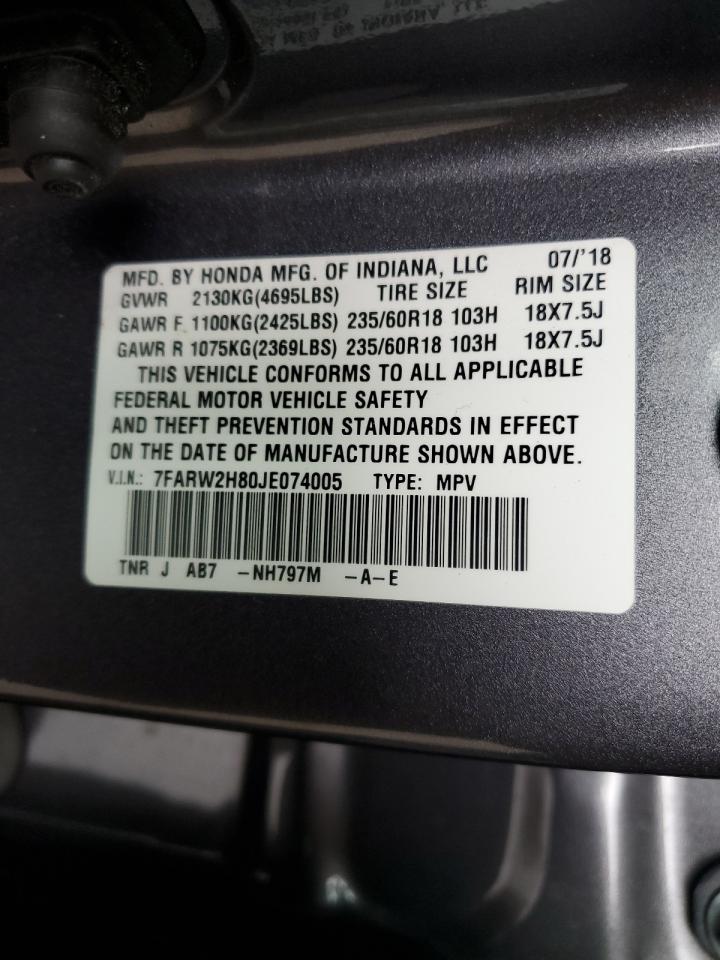 MFD. BY HONDA MFG. OF INDIANA, LLC 07/'18
GVWR 2130KG(4695LBS) TIRE SIZE RIM SIZE
GAWR F 1100KG(2425LBS) 235/60R18 103H 18X7.5J
GAWR R 1075KG(2369LBS) 235/60R18 103H 18X7.5J
THIS VEHICLE CONFORMS TO ALL APPLICABLE
FEDERAL MOTOR VEHICLE SAFETY
AND THEFT PREVENTION STANDARDS IN EFFECT
ON THE DATE OF MANUFACTURE SHOWN ABOVE.
V.I.N.: 7FARW2H80JE074005 TYPE: MPV
TNR J AB7 -NH797M -A-E